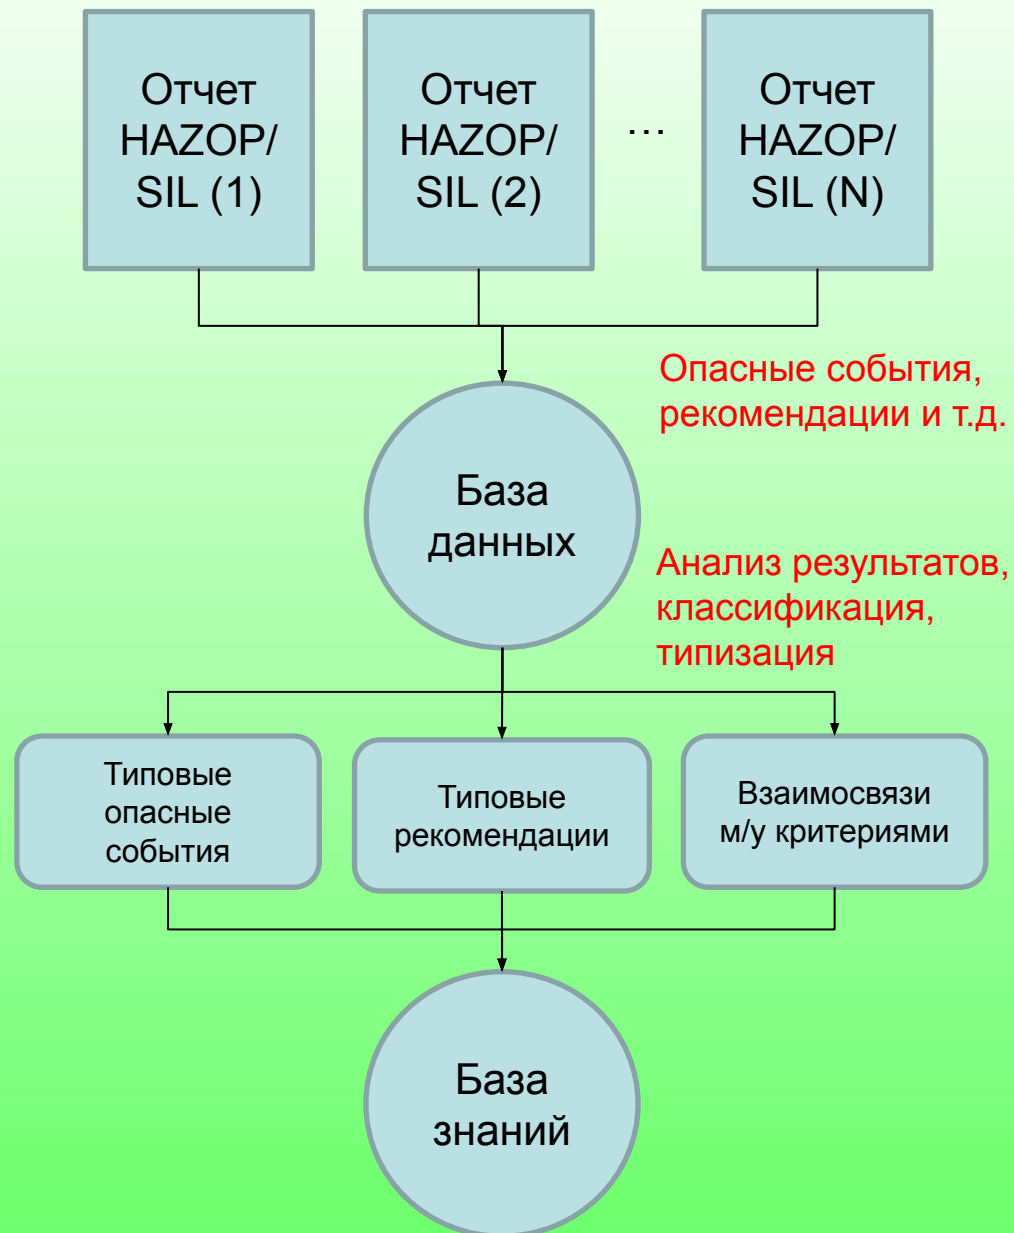 Отчет
HAZOP/
SIL (1)
Отчет
HAZOP/
SIL (2)
...
Отчет
HAZOP/
SIL (N)
Опасные события,
рекомендации и т.д.
База
данных
Анализ результатов,
классификация,
типизация
Типовые
опасные
события
Типовые
рекомендации
Взаимосвязи
м/у критериями
База
знаний